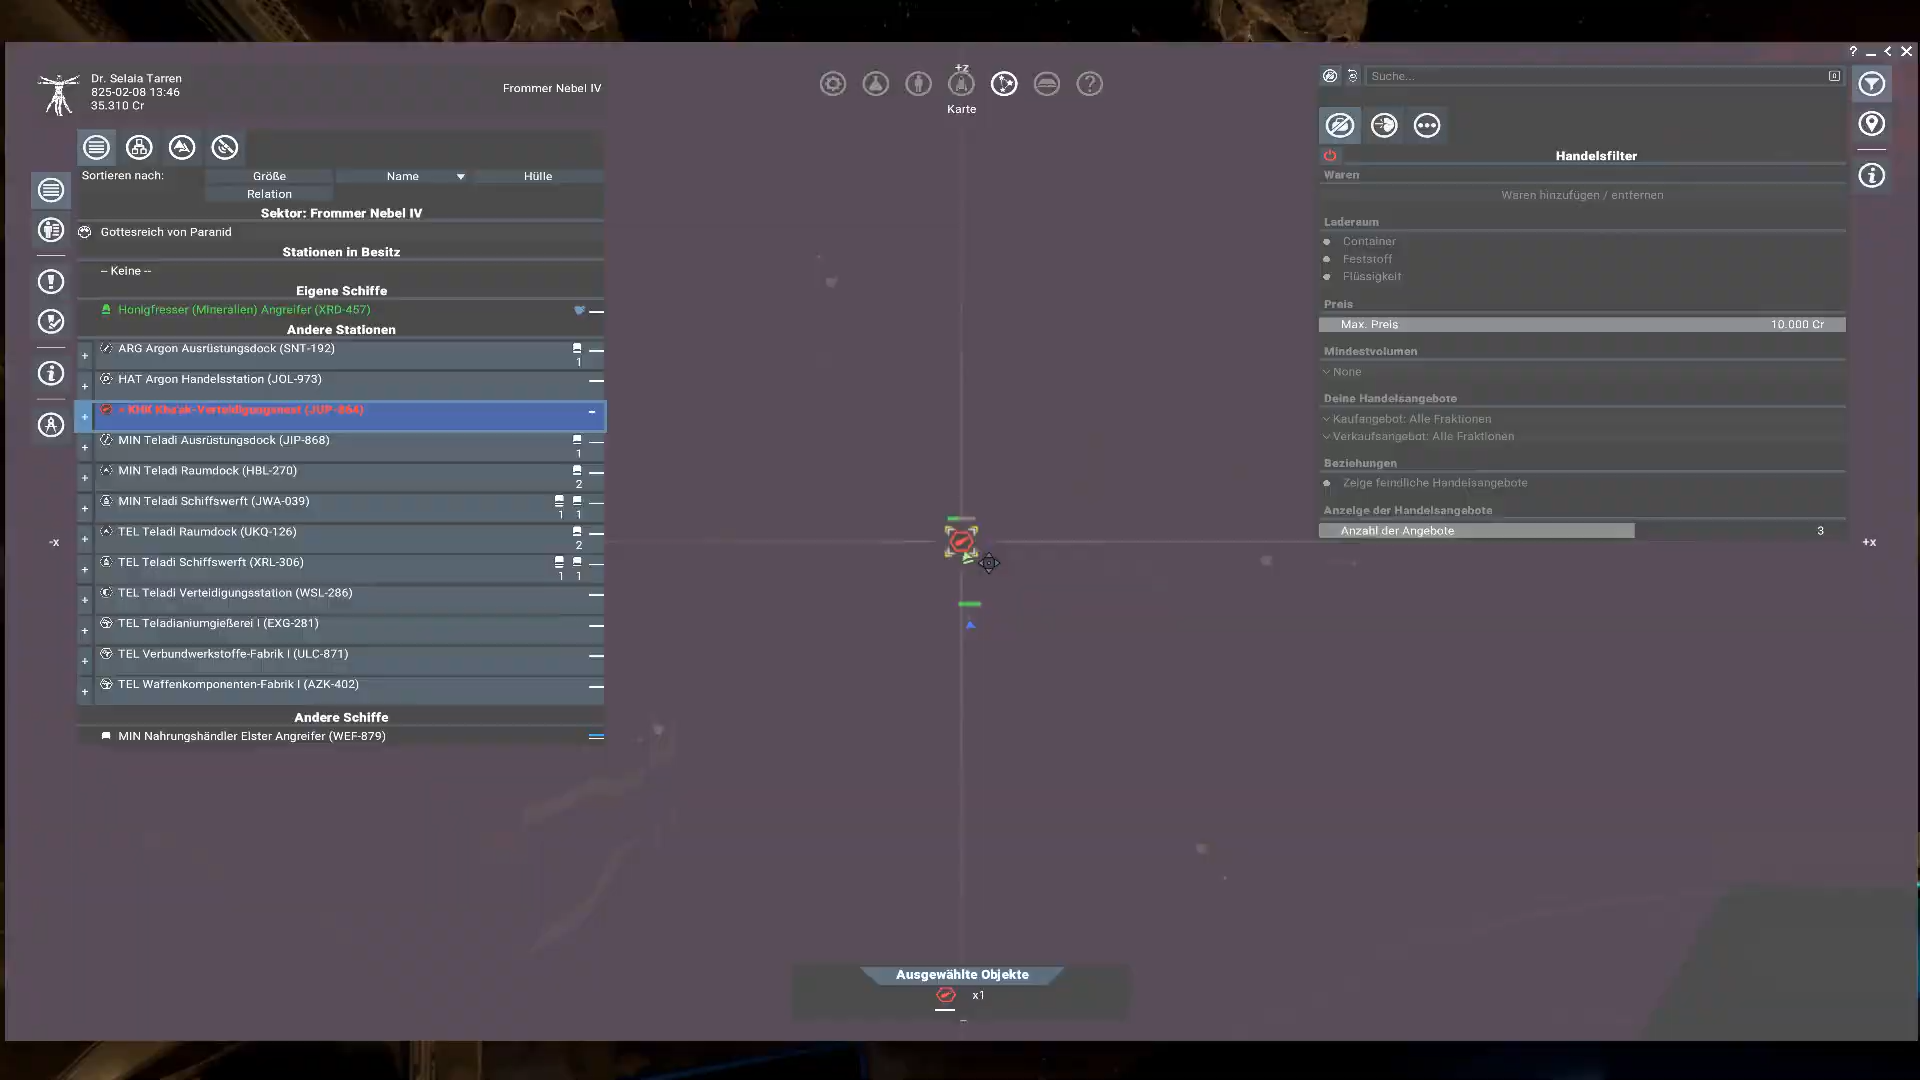 ? _ < X
Dr. Selaia Tarren
825-02-08 13:46
35.310 Cr
Frommer Nebel IV
+z
Karte
Sortieren nach:
Größe
Name
Hülle
Relation
Sektor: Frommer Nebel IV
Gottesreich von Paranid
Stationen in Besitz
-- Keine --
Eigene Schiffe
Honigfresser (Mineralien) Angreifer (XRD-457)
Andere Stationen
+ ARG Argon Ausrüstungsdock (SNT-192) 1
+ HAT Argon Handelsstation (JOL-973)
+ KHK Kha'ak-Verteidigungsnest (JUP-864)
+ MIN Teladi Ausrüstungsdock (JIP-868) 1
+ MIN Teladi Raumdock (HBL-270) 2
+ MIN Teladi Schiffswerft (JWA-039) 1 1
+ TEL Teladi Raumdock (UKQ-126) 2
+ TEL Teladi Schiffswerft (XRL-306) 1 1
+ TEL Teladi Verteidigungsstation (WSL-286)
+ TEL Teladianiumgießerei I (EXG-281)
+ TEL Verbundwerkstoffe-Fabrik I (ULC-871)
+ TEL Waffenkomponenten-Fabrik I (AZK-402)
Andere Schiffe
MIN Nahrungshändler Elster Angreifer (WEF-879)
-x
+x
Suche...
Handelsfilter
Waren
Waren hinzufügen / entfernen
Laderaum
Container
Feststoff
Flüssigkeit
Preis
Max. Preis 10.000 Cr
Mindestvolumen
None
Deine Handelsangebote
Kaufangebot: Alle Fraktionen
Verkaufsangebot: Alle Fraktionen
Beziehungen
Zeige feindliche Handelsangebote
Anzeige der Handelsangebote
Anzahl der Angebote 3
Ausgewählte Objekte
x1